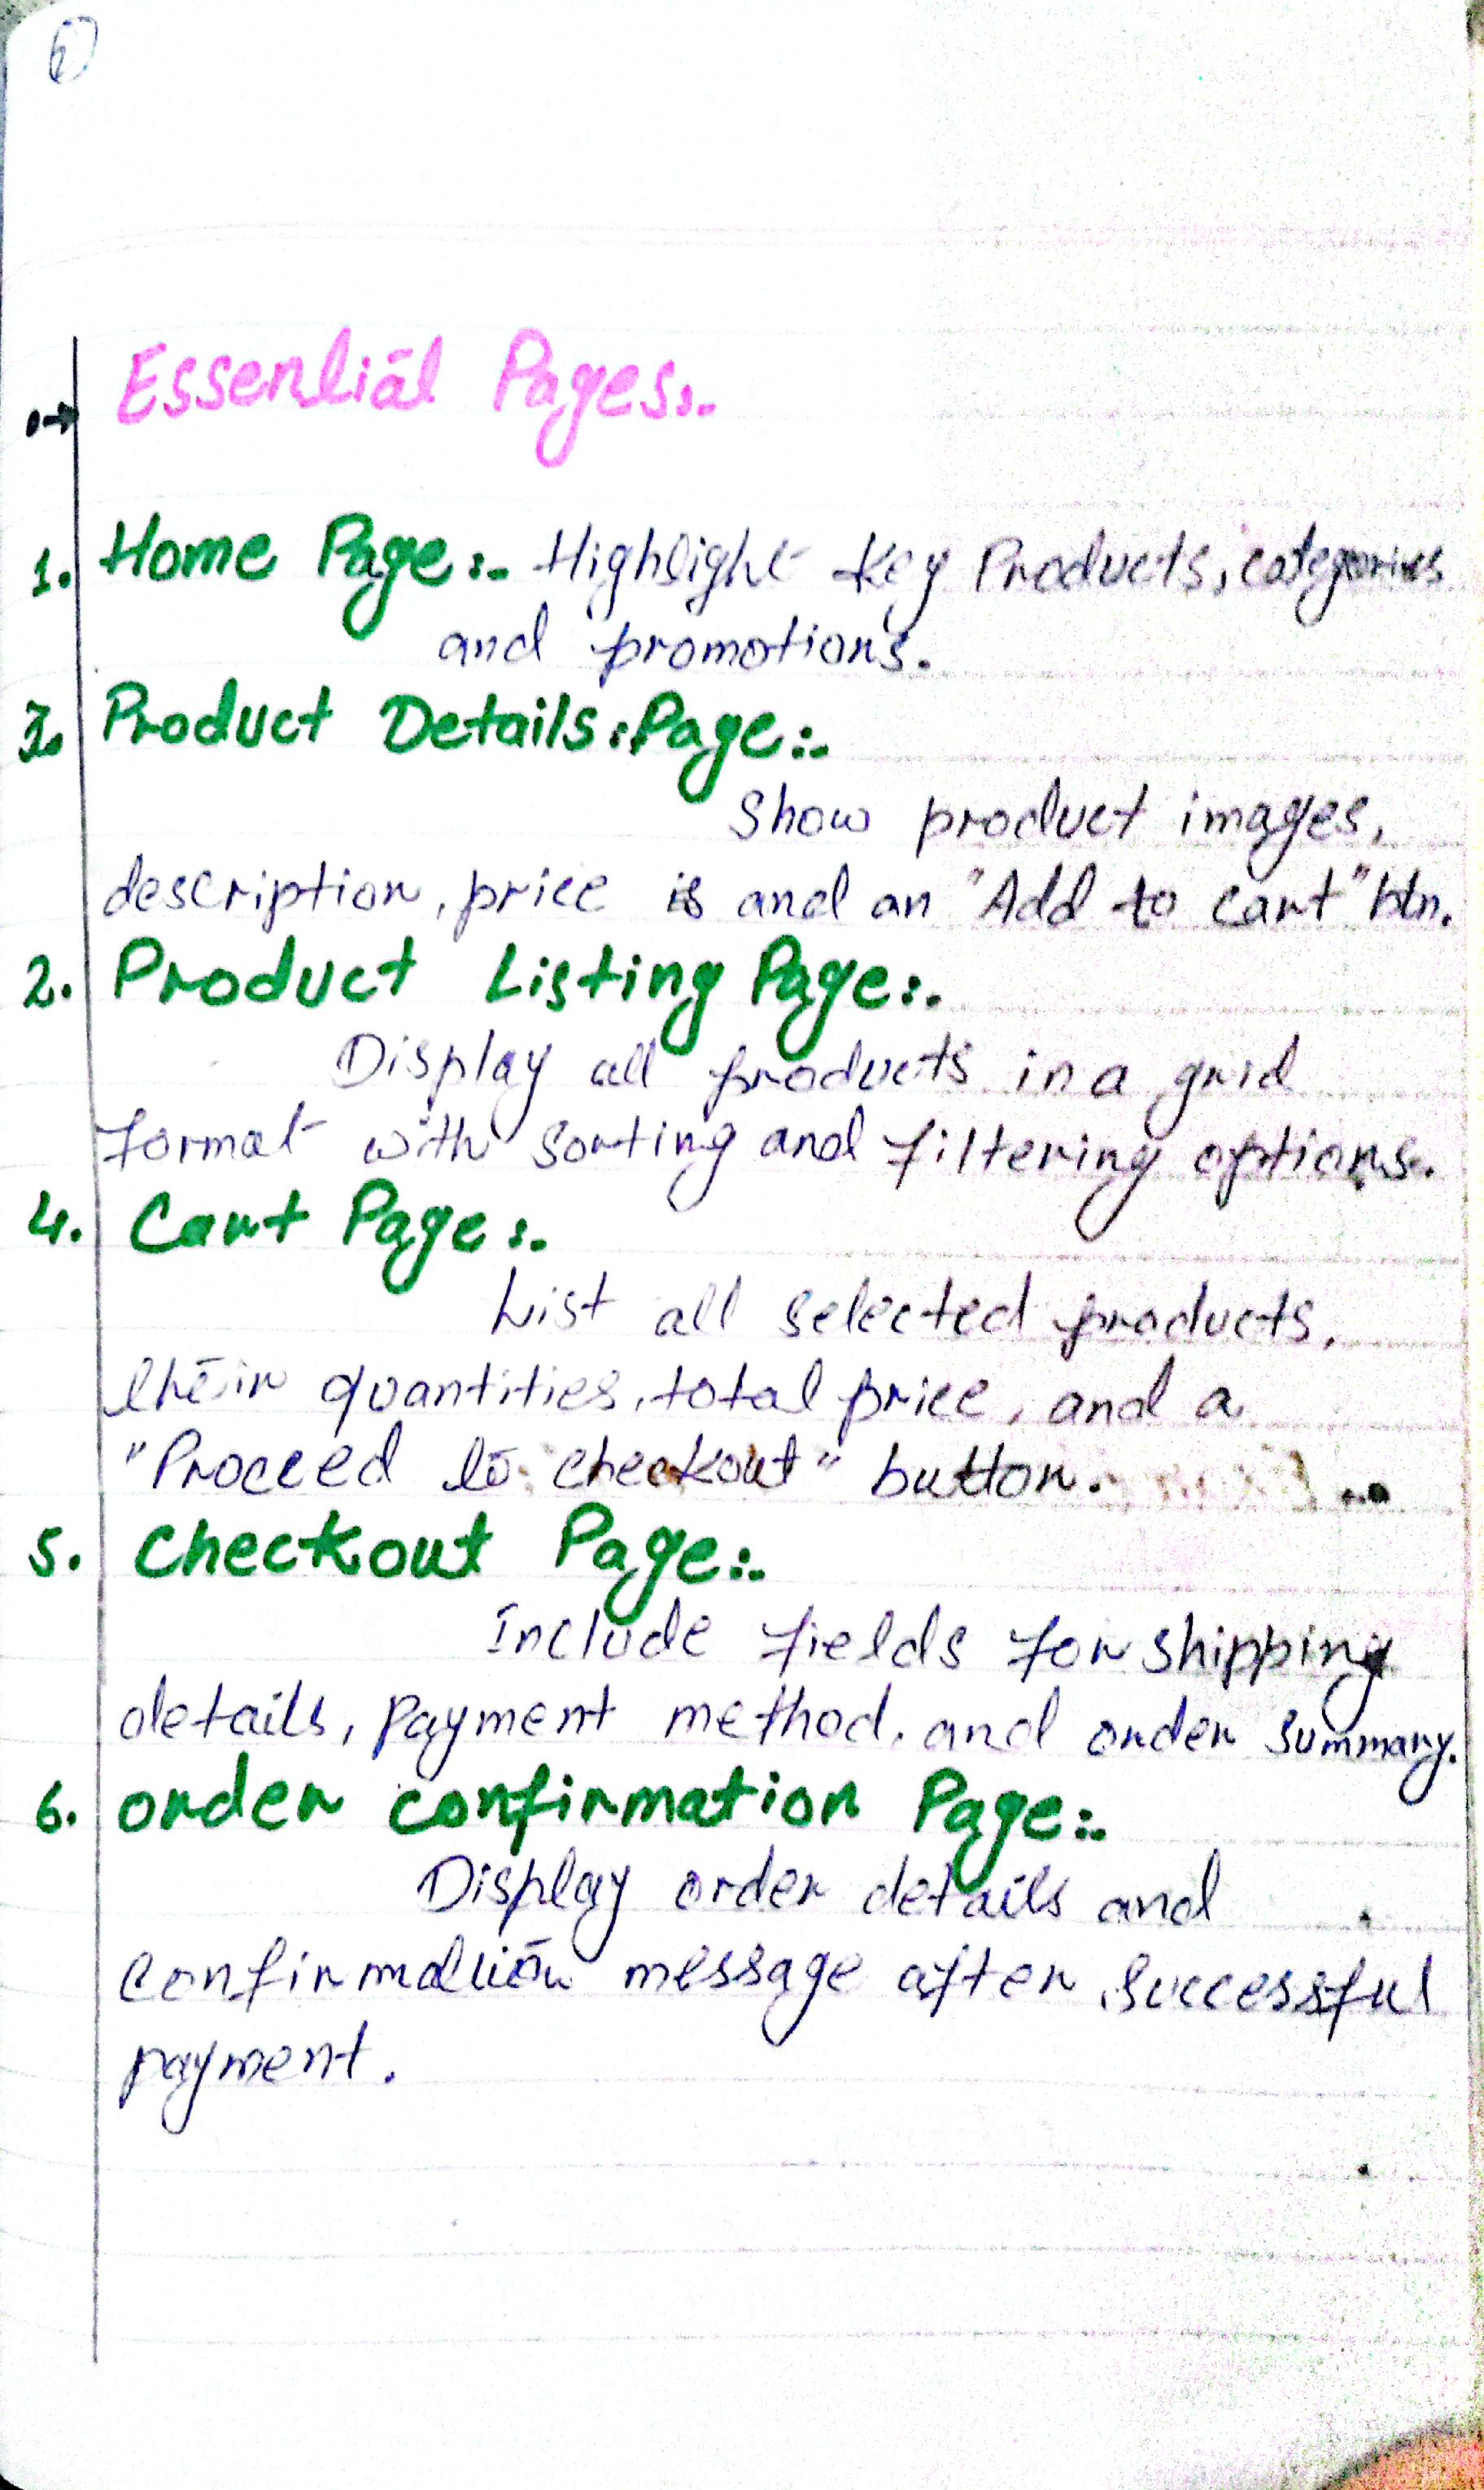 Essential Pages:-
1. Home Page:- Highlight Key Products, categories
and promotions.
3. Product Details Page:-
Show product images,
description, price is and an "Add to cart" btn.
2. Product Listing Page:-
Display all products in a grid
format with sorting and filtering options.
4. Cart Page:-
List all selected products,
their quantities, total price, and a
"Proceed to checkout" button.
5. Checkout Page:-
Include fields for shipping
details, Payment method, and order summary.
6. order confirmation Page:-
Display order details and
confirmation message after successful
payment.